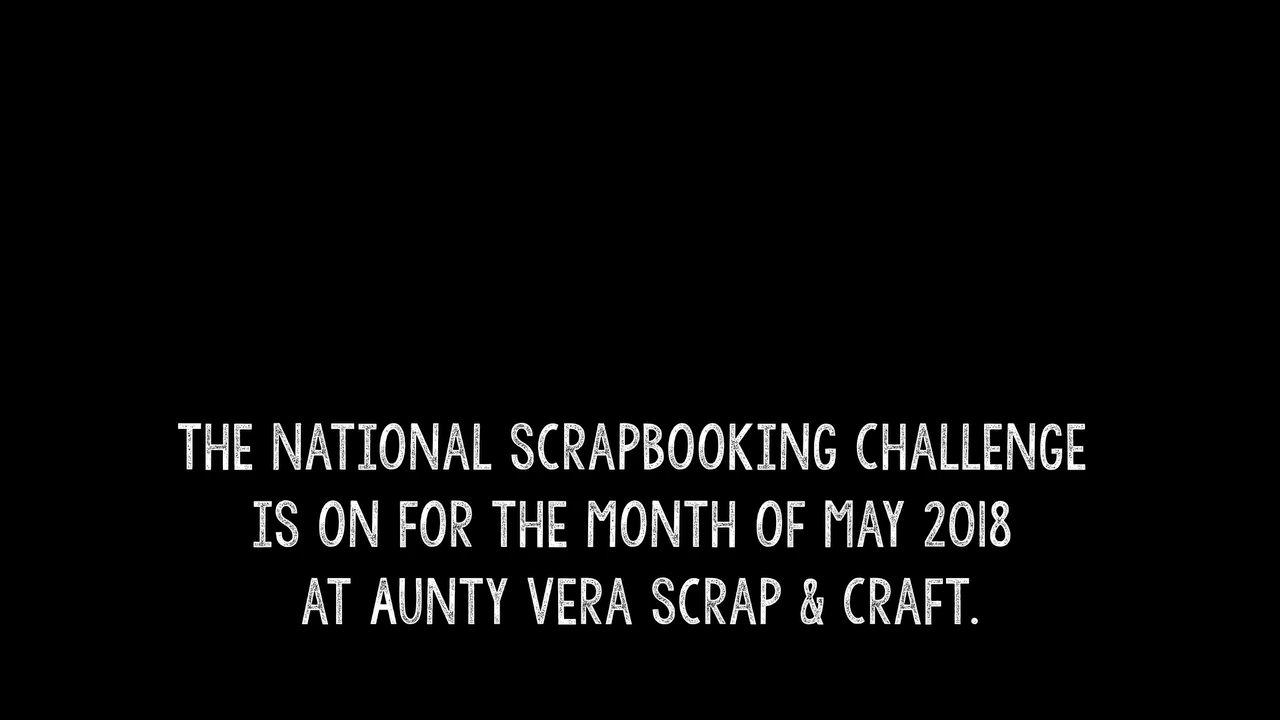 THE NATIONAL SCRAPBOOKING CHALLENGE
IS ON FOR THE MONTH OF MAY 2018
AT AUNTY VERA SCRAP & CRAFT.